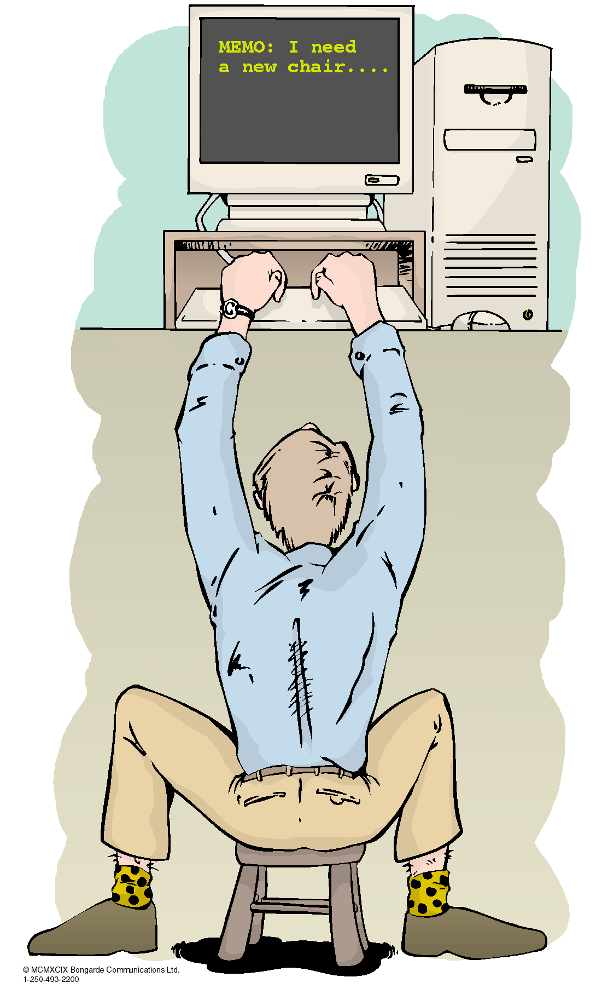 MEMO: I need
a new chair....
© MCMXCIX Bongarde Communications Ltd.
1-250-493-2200